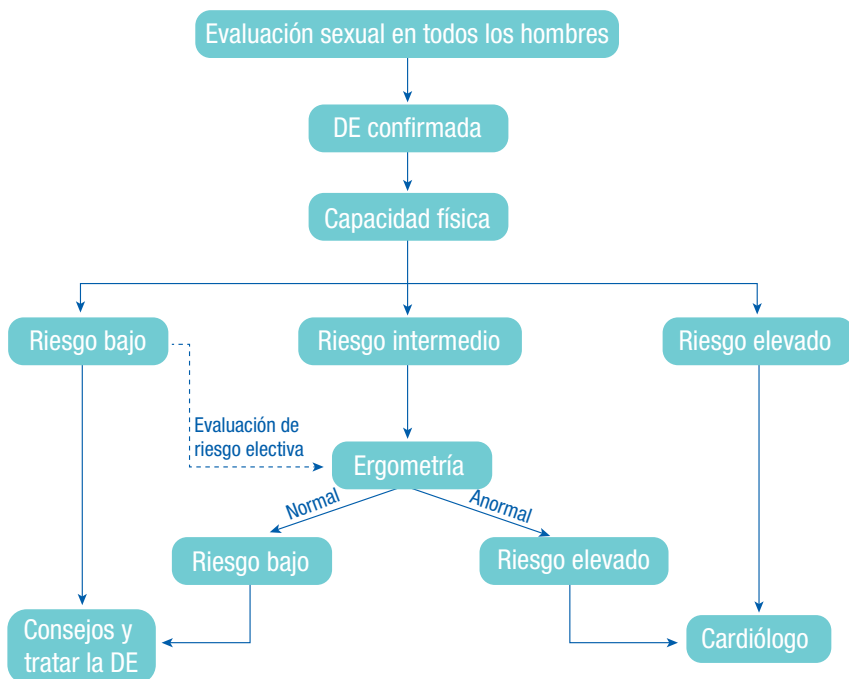 Evaluación sexual en todos los hombres
DE confirmada
Capacidad física
Riesgo bajo
Riesgo intermedio
Riesgo elevado
Evaluación de
riesgo electiva
Ergometría
Normal
Anormal
Riesgo bajo
Riesgo elevado
Consejos y
tratar la DE
Cardiólogo